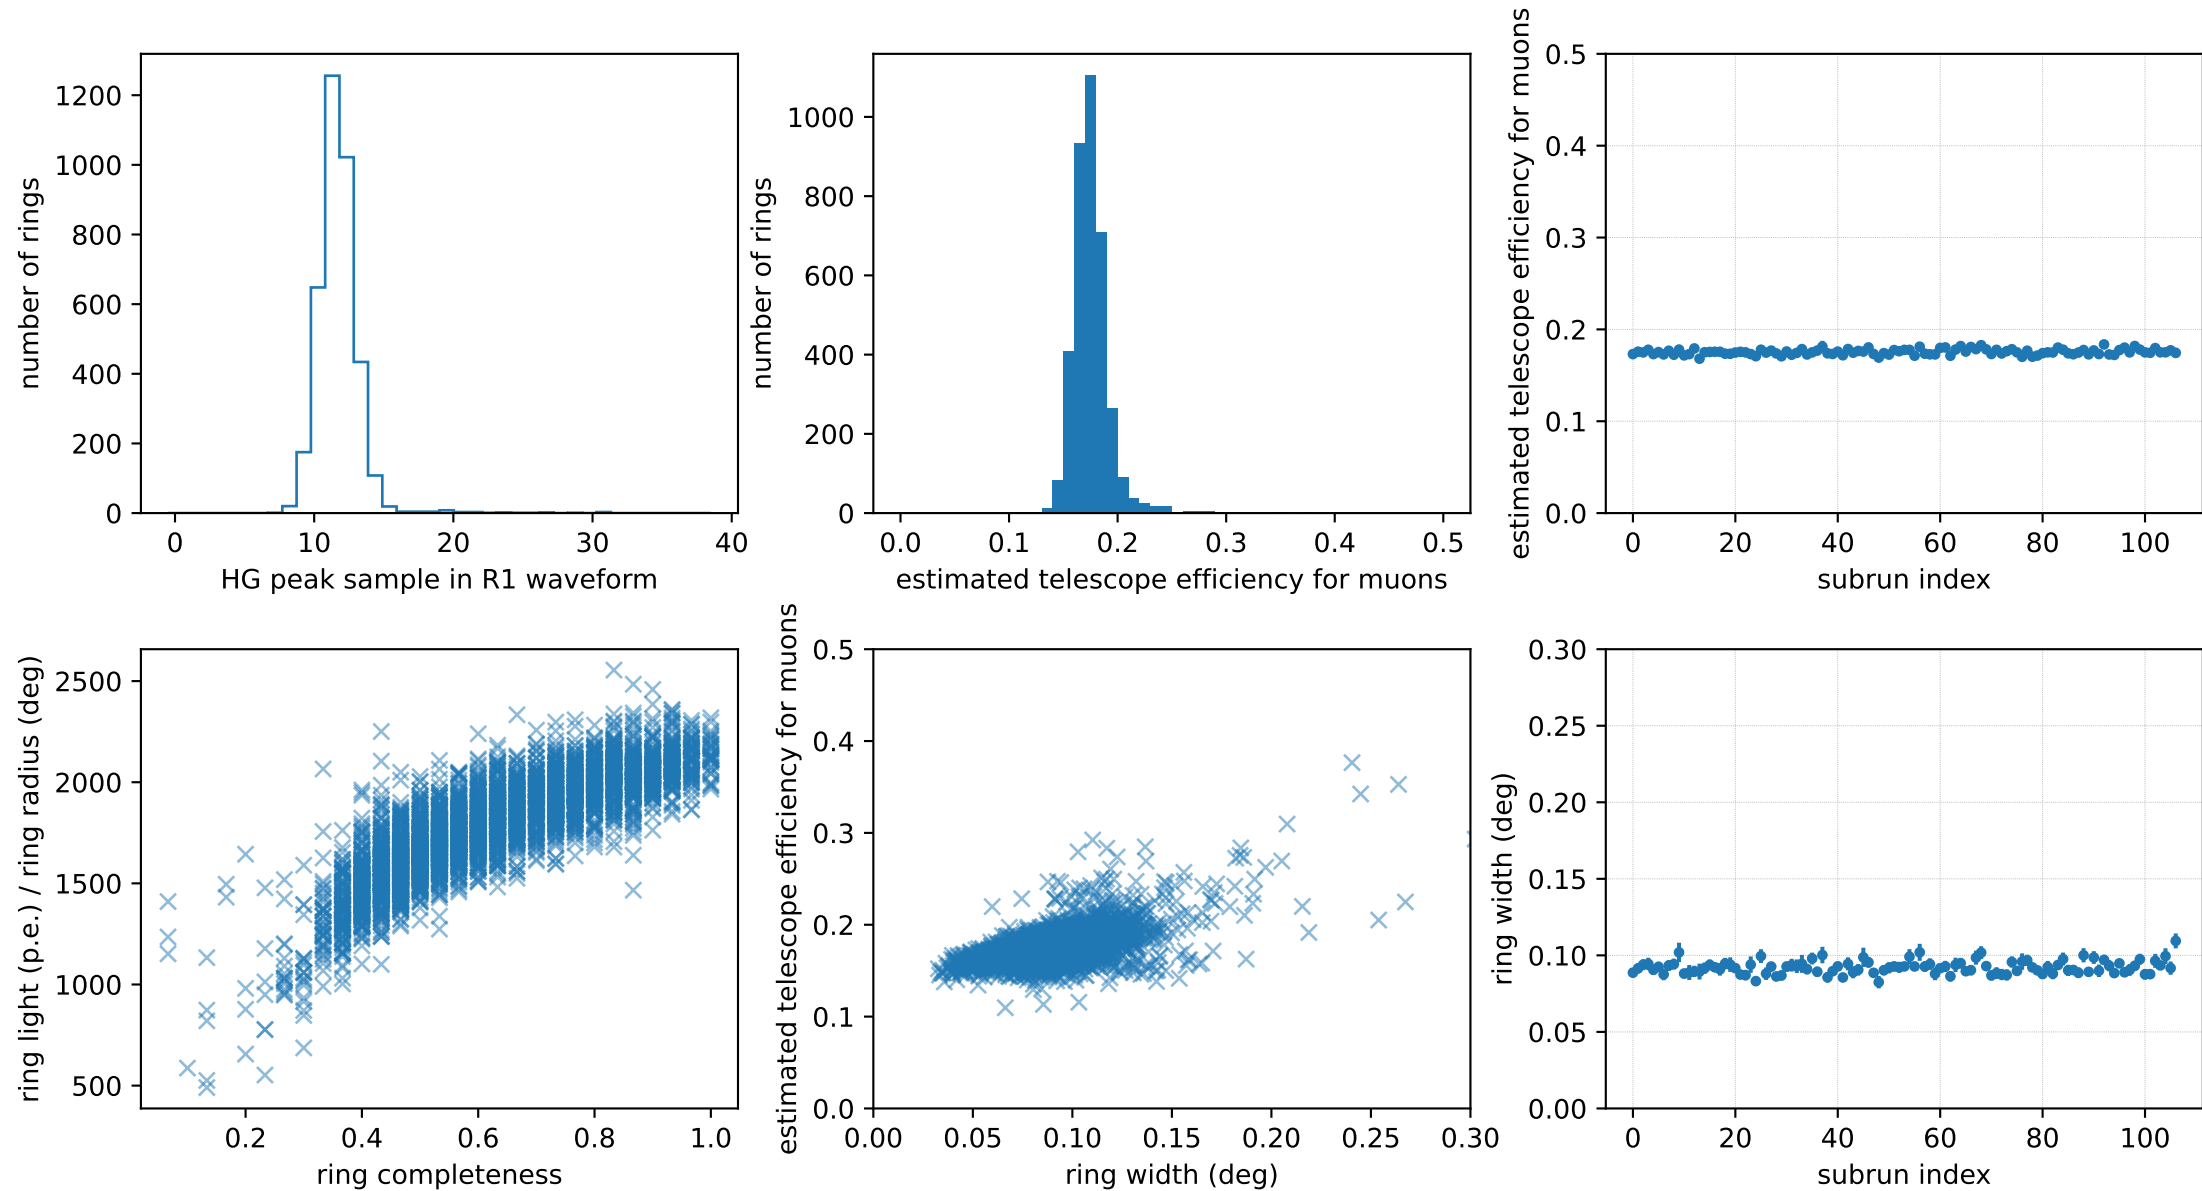 number of rings
1200
1000
800
600
400
200
0
0 10 20 30 40
HG peak sample in R1 waveform
number of rings
1000
800
600
400
200
0
0.0 0.1 0.2 0.3 0.4 0.5
estimated telescope efficiency for muons
estimated telescope efficiency for muons
0.5
0.4
0.3
0.2
0.1
0.0
0 20 40 60 80 100
subrun index
ring light (p.e.) / ring radius (deg)
2500
2000
1500
1000
500
0.2 0.4 0.6 0.8 1.0
ring completeness
estimated telescope efficiency for muons
0.5
0.4
0.3
0.2
0.1
0.0
0.00 0.05 0.10 0.15 0.20 0.25 0.30
ring width (deg)
ring width (deg)
0.30
0.25
0.20
0.15
0.10
0.05
0.00
0 20 40 60 80 100
subrun index